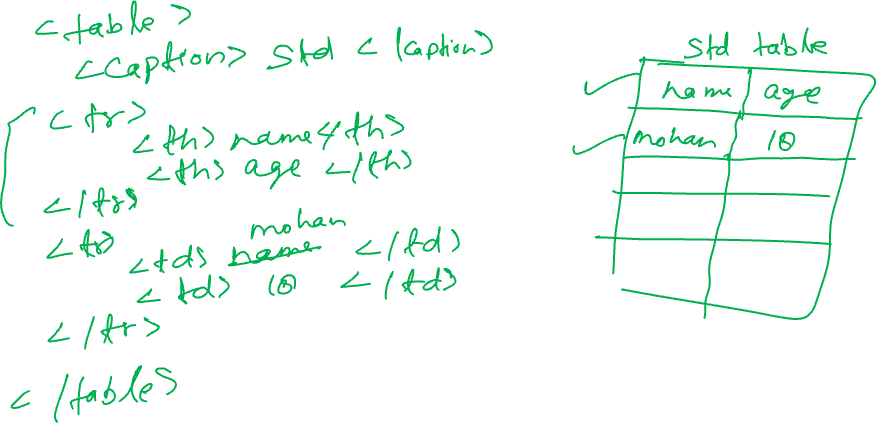 <table>
<caption> Std </caption>
<tr>
<th> name </th>
<th> age </th>
</tr>
<tr>
mohan
<td> name </td>
<td> 10 </td>
</tr>
</table>
Std table
name age
mohan 10